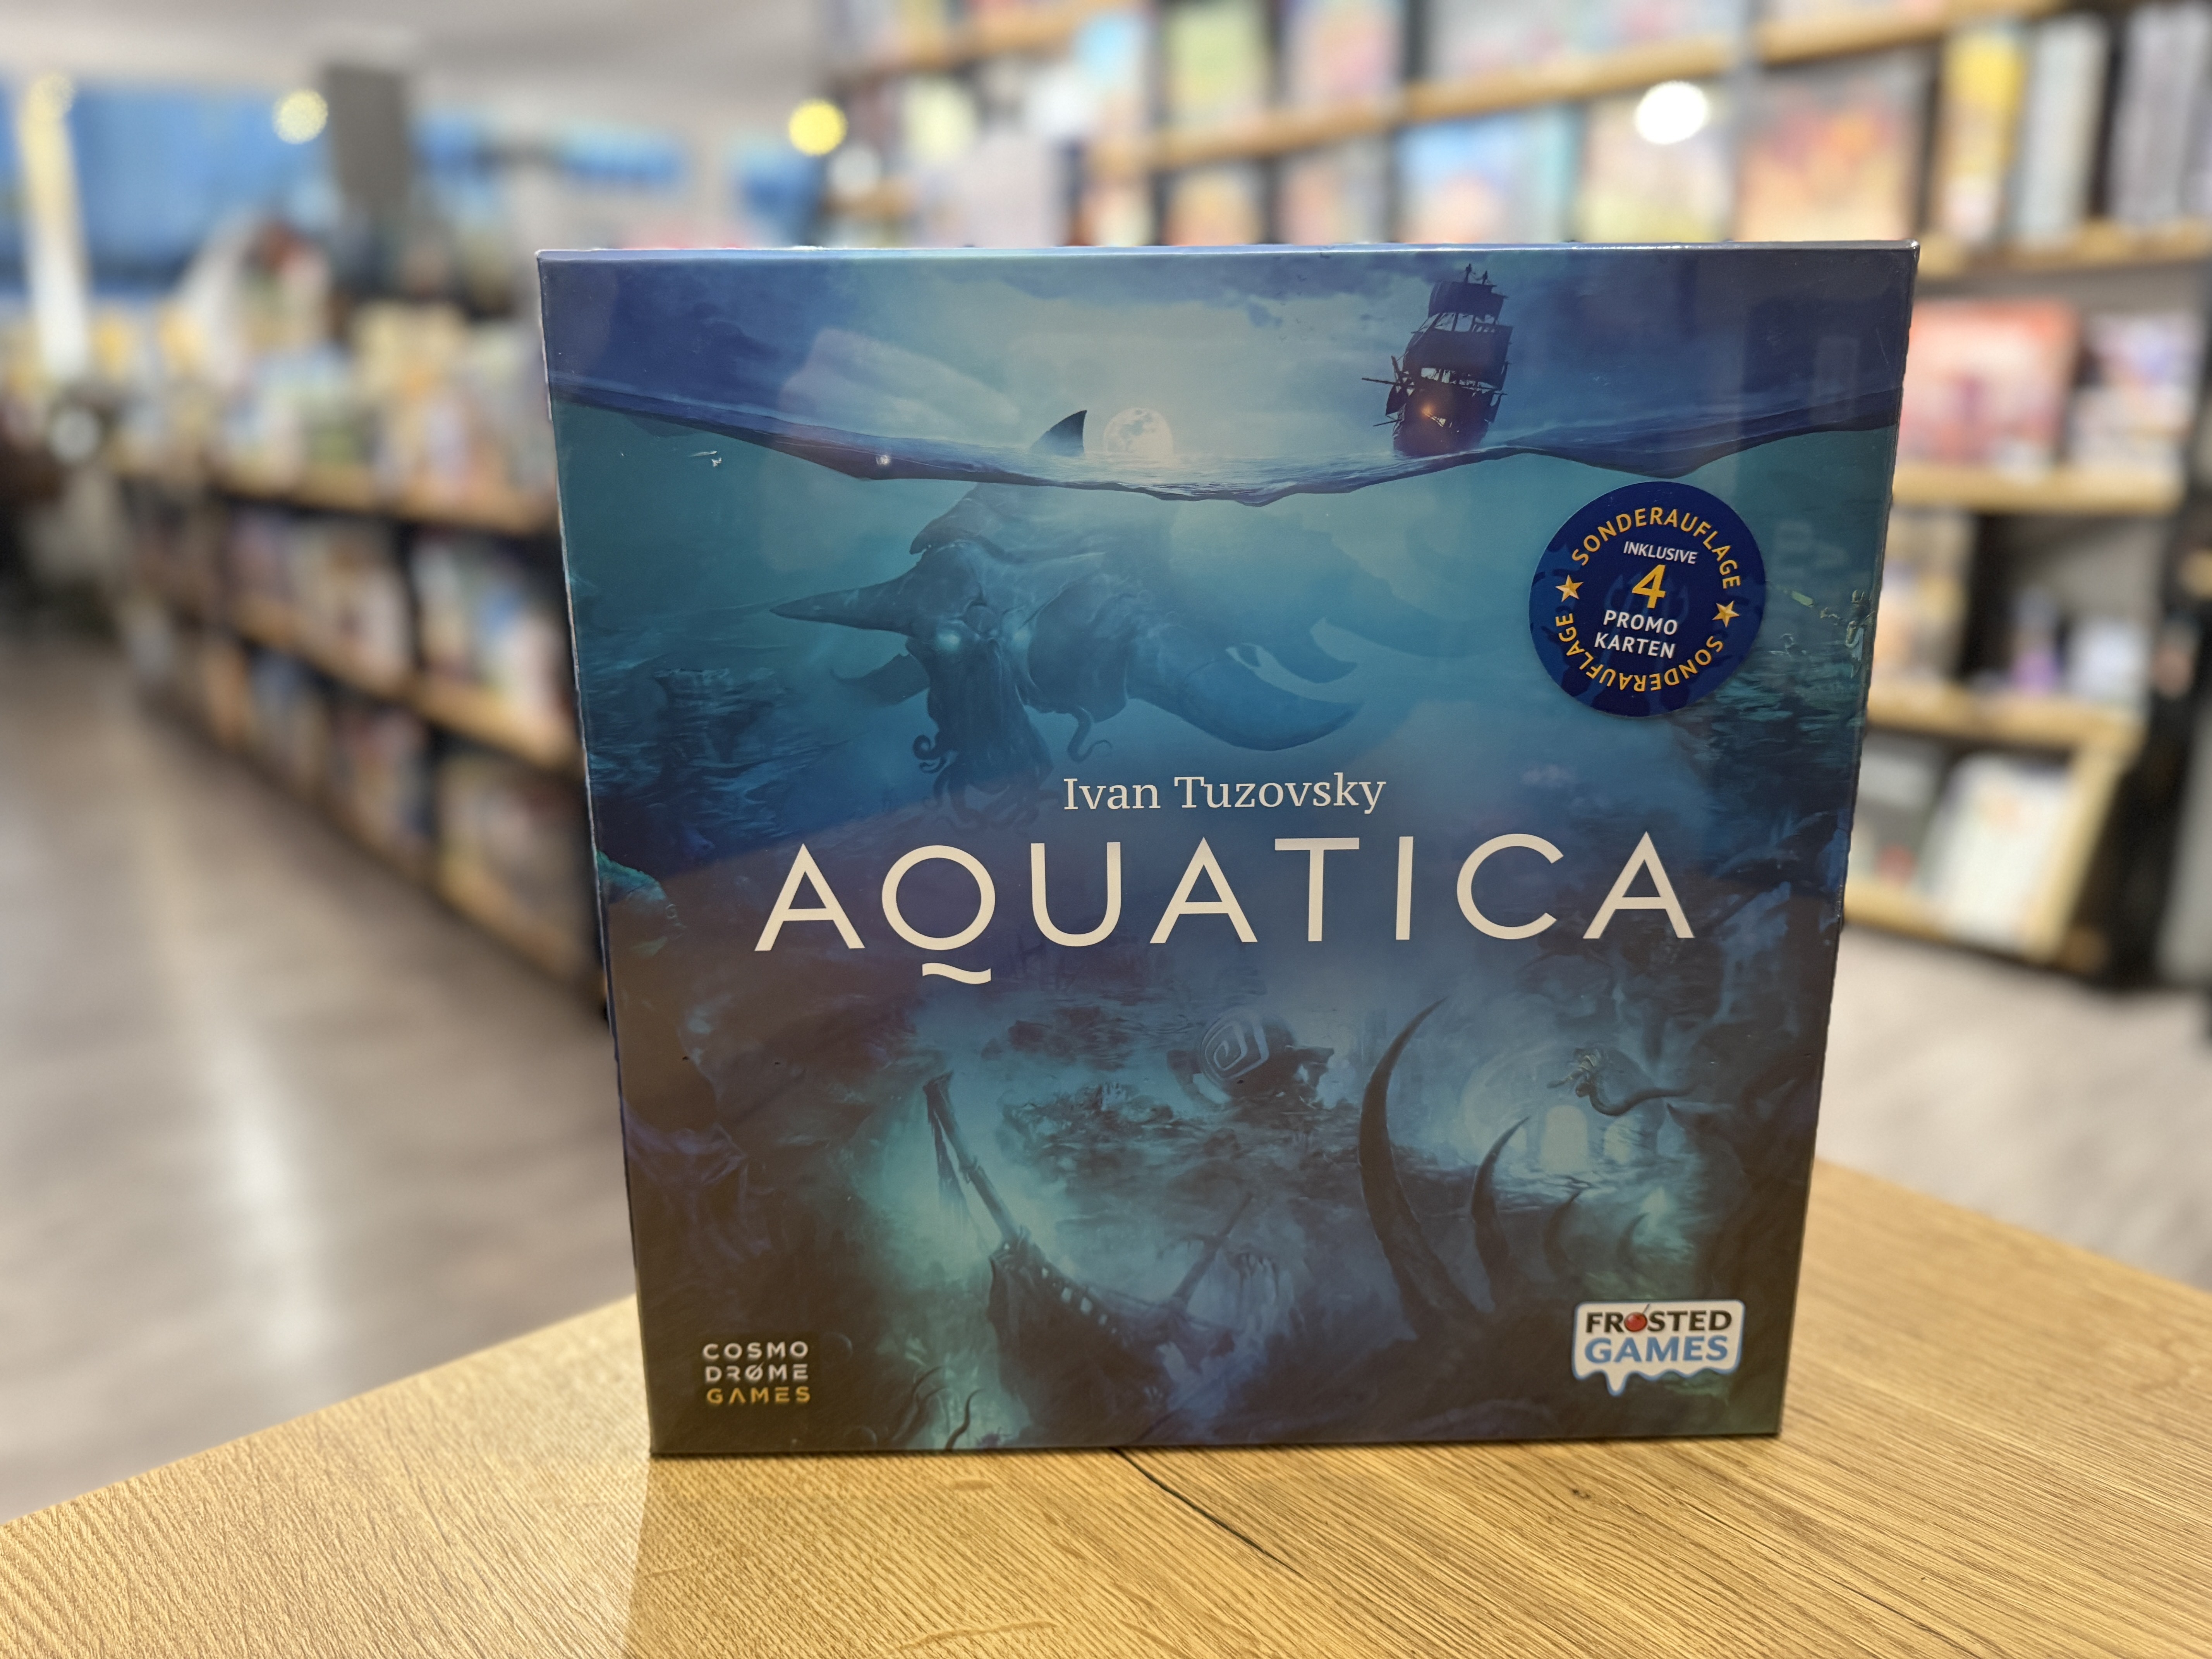 SONDERAUFLAGE
INKLUSIVE
4
PROMO
KARTEN
SONDERAUFLAGE
Ivan Tuzovsky
AQUATICA
COSMO
DRØME
GAMES
FROSTED
GAMES